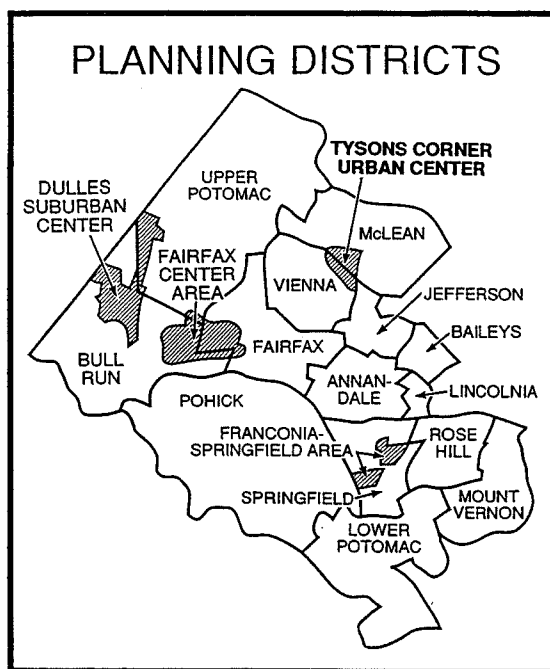 PLANNING DISTRICTS
TYSONS CORNER
URBAN CENTER
UPPER
POTOMAC
DULLES
SUBURBAN
CENTER
McLEAN
FAIRFAX
CENTER
AREA
VIENNA
JEFFERSON
BAILEYS
FAIRFAX
BULL
RUN
ANNAN-
DALE
LINCOLNIA
POHICK
FRANCONIA-
SPRINGFIELD AREA
ROSE
HILL
SPRINGFIELD
MOUNT
VERNON
LOWER
POTOMAC